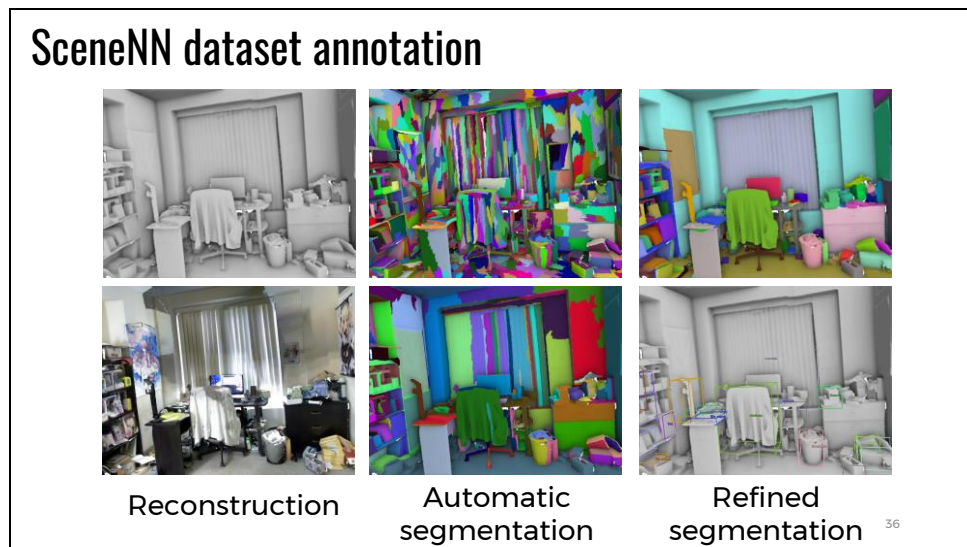 SceneNN dataset annotation
Reconstruction
Automatic
segmentation
Refined
segmentation
36